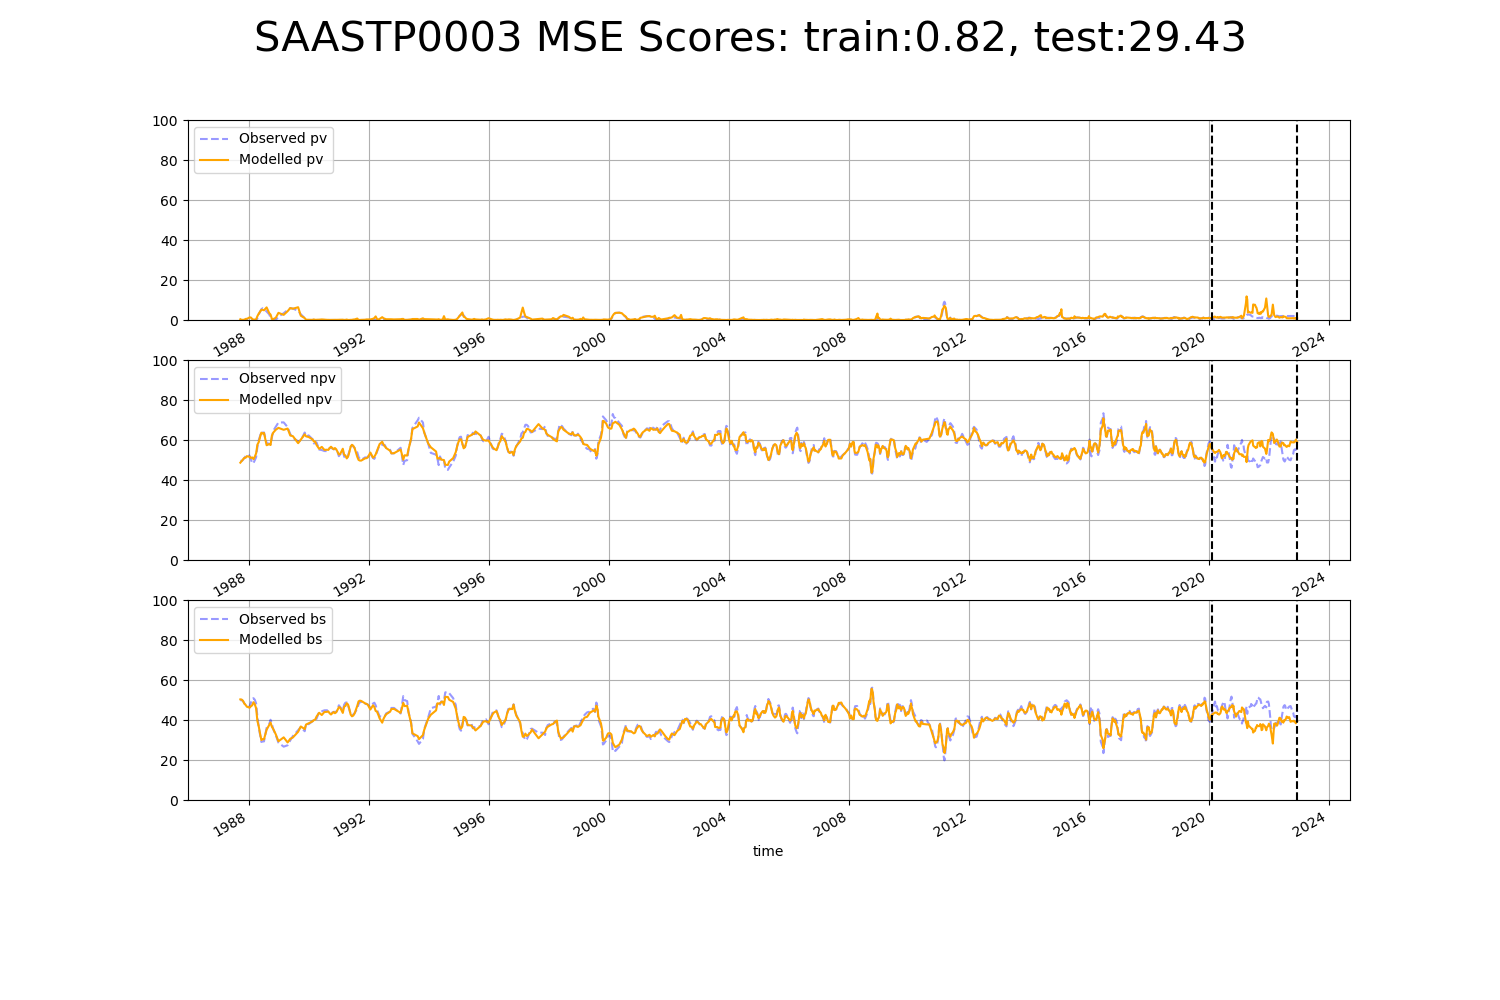 SAASTP0003 MSE Scores: train:0.82, test:29.43
100
80
60
40
20
0
Observed pv
Modelled pv
1988 1992 1996 2000 2004 2008 2012 2016 2020 2024
100
80
60
40
20
0
Observed npv
Modelled npv
1988 1992 1996 2000 2004 2008 2012 2016 2020 2024
100
80
60
40
20
0
Observed bs
Modelled bs
1988 1992 1996 2000 2004 2008 2012 2016 2020 2024
time